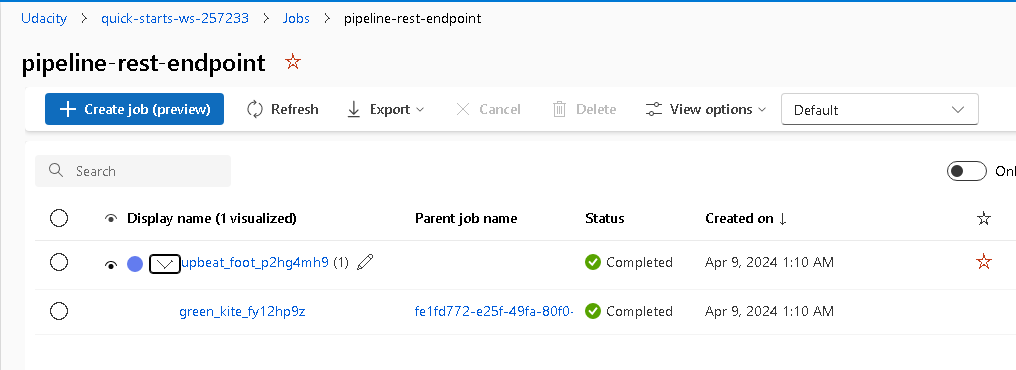 Udacity > quick-starts-ws-257233 > Jobs > pipeline-rest-endpoint
pipeline-rest-endpoint
Create job (preview) Refresh Export Cancel Delete View options Default
Search Onl
Display name (1 visualized) Parent job name Status Created on ↓
upbeat_foot_p2hg4mh9 (1) Completed Apr 9, 2024 1:10 AM
green_kite_fy12hp9z fe1fd772-e25f-49fa-80f0- Completed Apr 9, 2024 1:10 AM